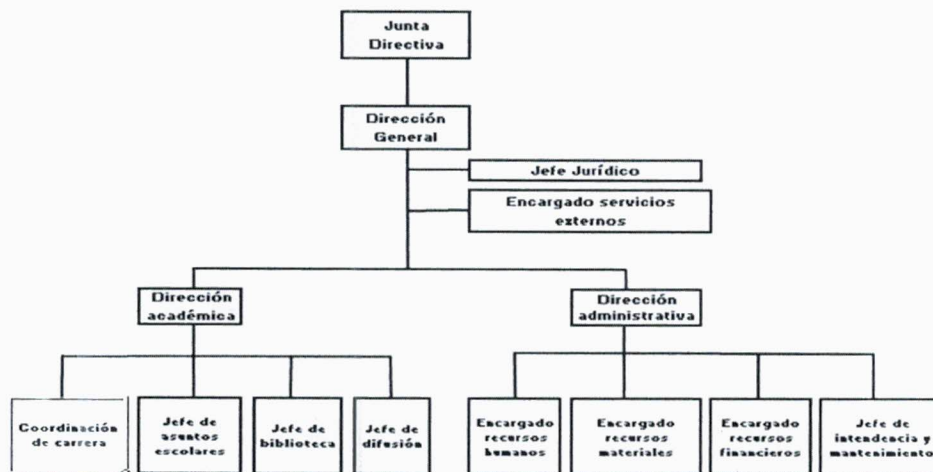 Junta
Directiva
Dirección
General
Jefe Jurídico
Encargado servicios
externos
Dirección
académica
Dirección
administrativa
Coordinación
de carrera
Jefe de
asuntos
escolares
Jefe de
biblioteca
Jefe de
difusión
Encargado
recursos
humanos
Encargado
recursos
materiales
Encargado
recursos
financieros
Jefe de
intendencia y
mantenimiento